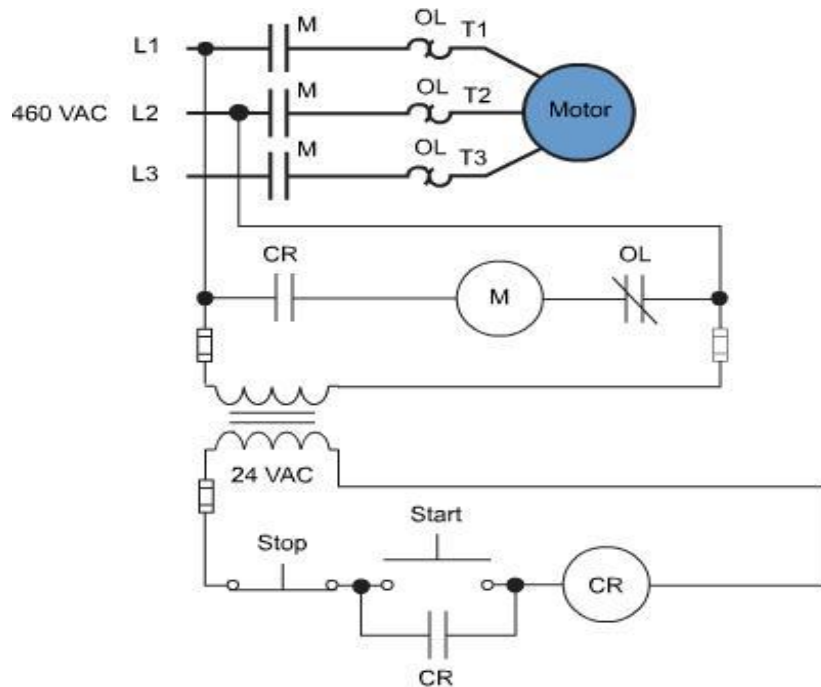 M OL T1
L1
M OL T2
460 VAC L2 Motor
M OL T3
L3
CR OL
M
24 VAC
Start
Stop
CR
CR